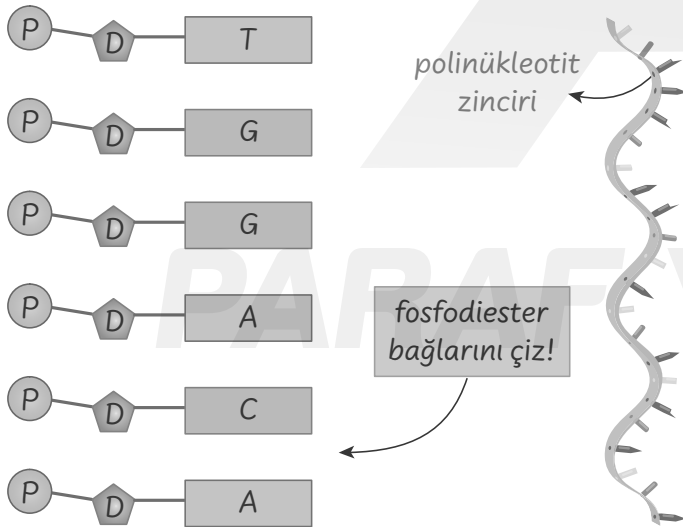 P D T
polinükleotit
zinciri
P D G
P D G
P D A
fosfodiester
bağlarını çiz!
P D C
P D A